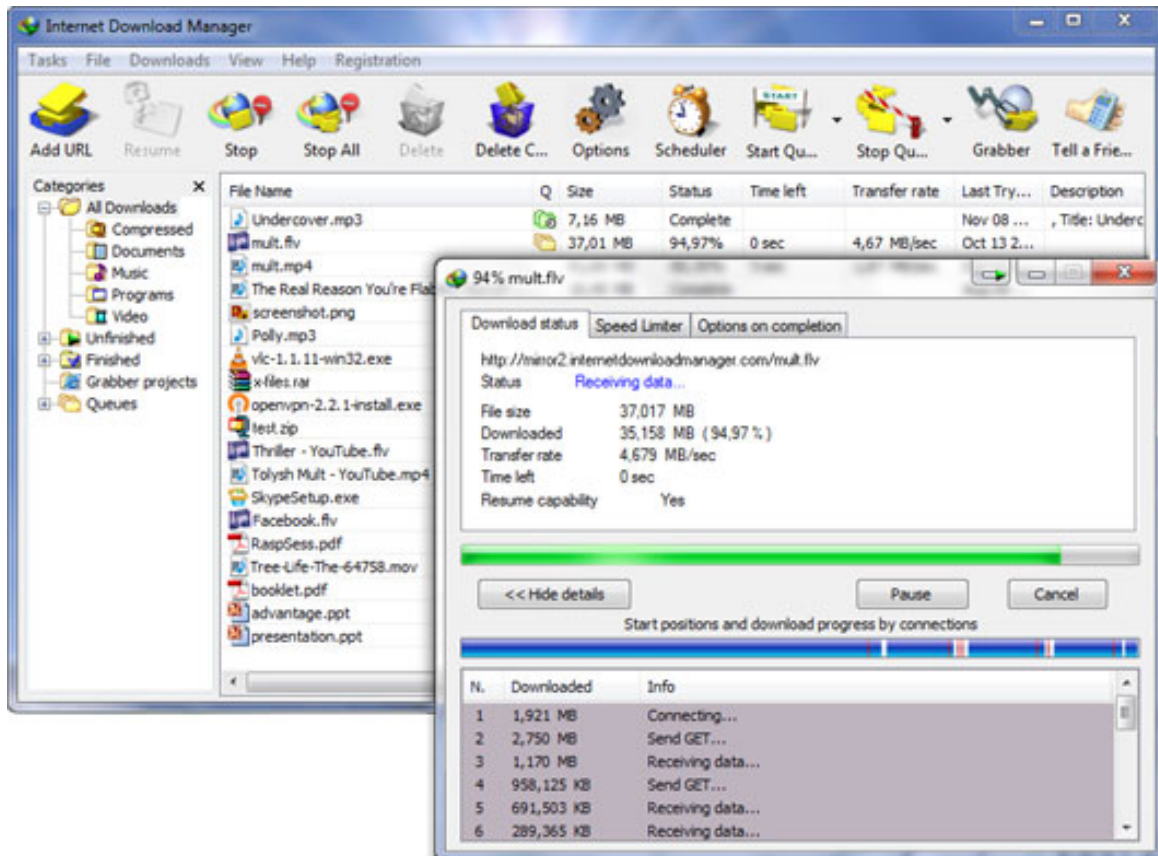 Internet Download Manager
Tasks File Downloads View Help Registration
Add URL Resume Stop Stop All Delete Delete C... Options Scheduler Start Qu... Stop Qu... Grabber Tell a Frie...
Categories
All Downloads
Compressed
Documents
Music
Programs
Video
Unfinished
Finished
Grabber projects
Queues
File Name Q Size Status Time left Transfer rate Last Try... Description
Undercover.mp3 7,16 MB Complete Nov 08 ... , Title: Underc
mult.flv 37,01 MB 94,97% 0 sec 4,67 MB/sec Oct 13 2...
mult.mp4
The Real Reason You're Flab
screenshot.png
Polly.mp3
vlc-1.1.11-win32.exe
x-files.rar
openvpn-2.2.1-install.exe
test.zip
Thriller - YouTube.flv
Tolysh Mult - YouTube.mp4
SkypeSetup.exe
Facebook.flv
RaspSess.pdf
Tree-Life-The-64758.mov
booklet.pdf
advantage.ppt
presentation.ppt
94% mult.flv
Download status Speed Limiter Options on completion
http://mirror2.internetdownloadmanager.com/mult.flv
Status Receiving data...
File size 37,017 MB
Downloaded 35,158 MB ( 94,97 % )
Transfer rate 4,679 MB/sec
Time left 0 sec
Resume capability Yes
<< Hide details Pause Cancel
Start positions and download progress by connections
N. Downloaded Info
1 1,921 MB Connecting...
2 2,750 MB Send GET...
3 1,170 MB Receiving data...
4 958,125 KB Send GET...
5 691,503 KB Receiving data...
6 289,365 KB Receiving data...